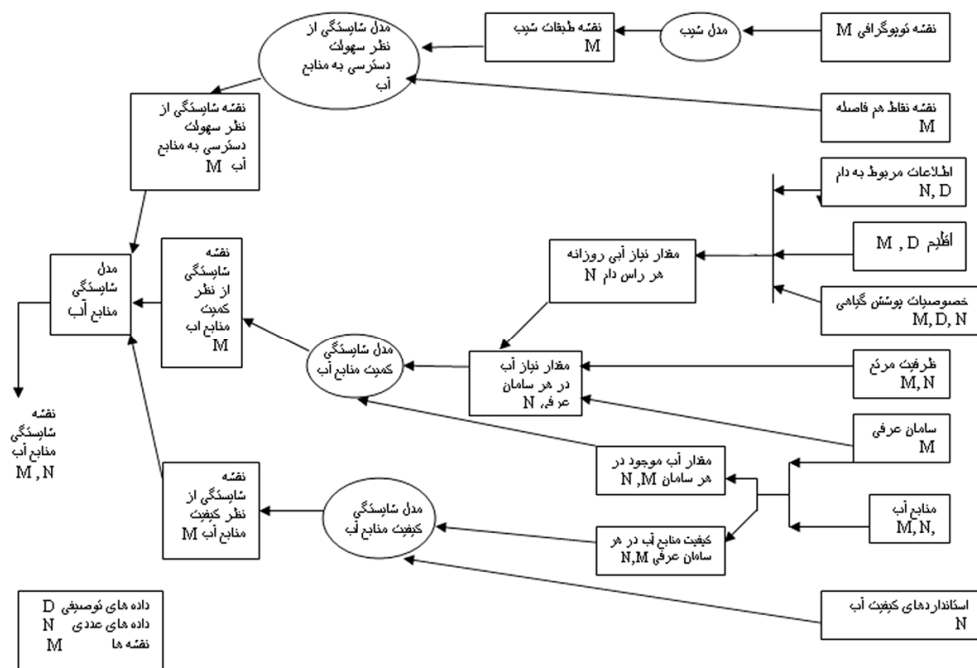 نقشه توپوگرافی M
مدل شیب
نقشه طبقات شیب
M
مدل شایستگی از
نظر سهولت
دسترسی به منابع
آب
نقشه نقاط هم فاصله
M
نقشه شایستگی از
نظر سهولت
دسترسی به منابع
آب M
اطلاعات مربوط به دام
N, D
اقلیم M , D
خصوصیات پوشش گیاهی
M, D, N
مقدار نیاز آبی روزانه
هر راس دام N
نقشه
شایستگی
از نظر
کمیت
منابع اب
M
مدل
شایستگی
منابع آب
ظرفیت مرتع
M, N
مقدار نیاز آب
در هر سامان
عرفی N
مدل شایستگی
کمیت منابع آب
سامان عرفی
M
نقشه
شایستگی
منابع آب
M , N
مقدار آب موجود در
هر سامان N,M
منابع آب
M, N,
کیفیت منابع آب در هر
سامان عرفی N,M
مدل شایستگی
کیفیت منابع آب
نقشه
شایستگی از
نظر کیفیت
منابع آب M
استانداردهای کیفیت آب
N
داده های توصیفی D
داده های عددی N
نقشه ها M